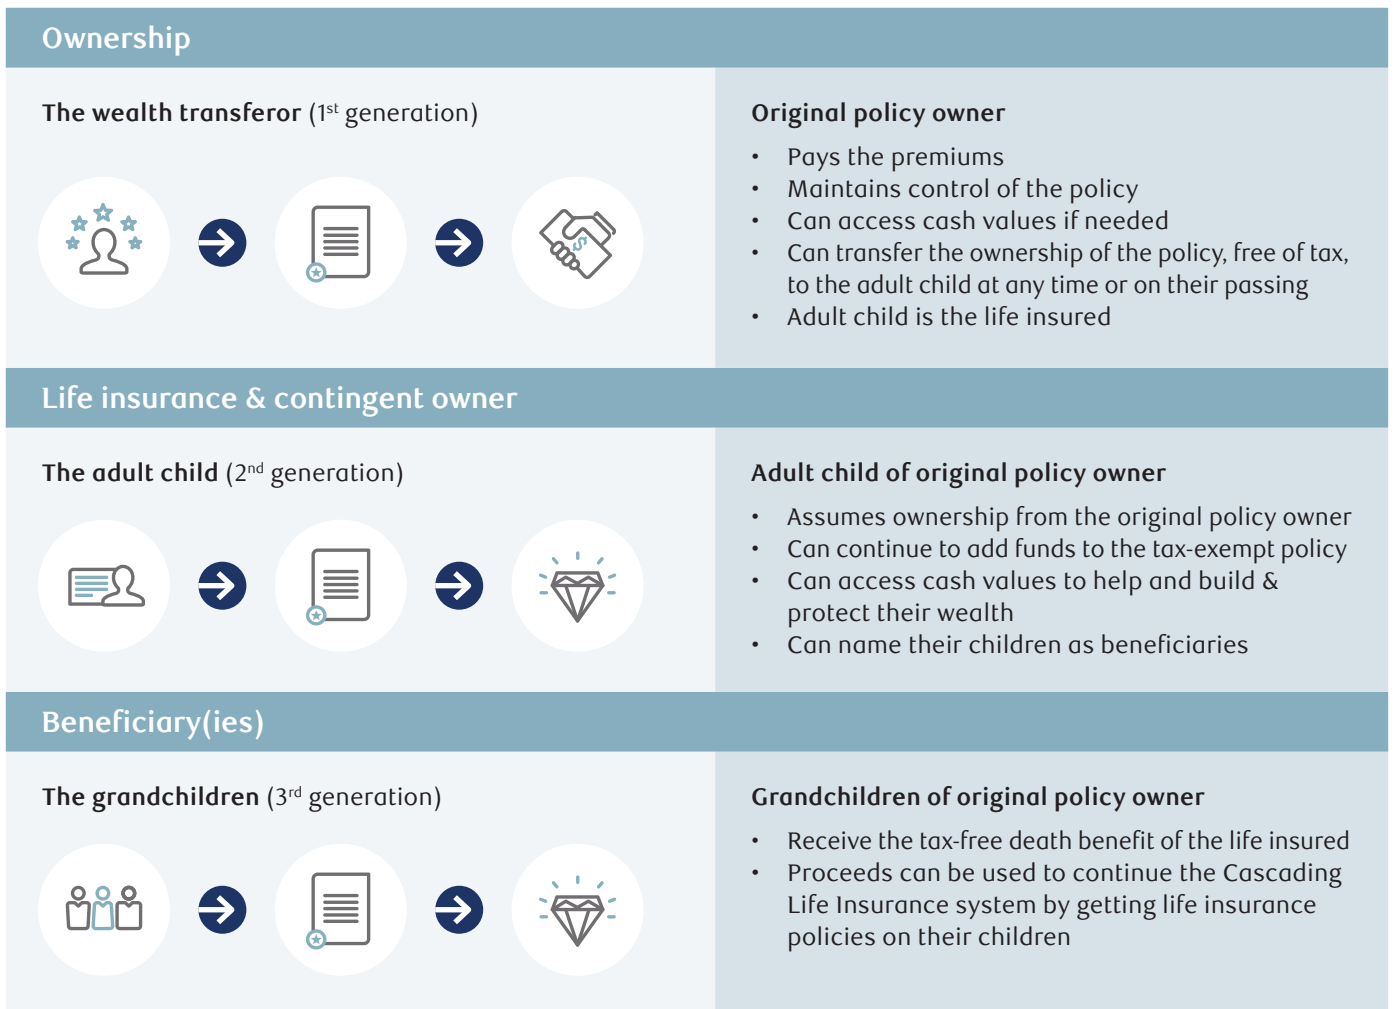 Ownership
The wealth transferor (1st generation)
Original policy owner
• Pays the premiums
• Maintains control of the policy
• Can access cash values if needed
• Can transfer the ownership of the policy, free of tax,
to the adult child at any time or on their passing
• Adult child is the life insured
Life insurance & contingent owner
The adult child (2nd generation)
Adult child of original policy owner
• Assumes ownership from the original policy owner
• Can continue to add funds to the tax-exempt policy
• Can access cash values to help and build &
protect their wealth
• Can name their children as beneficiaries
Beneficiary(ies)
The grandchildren (3rd generation)
Grandchildren of original policy owner
• Receive the tax-free death benefit of the life insured
• Proceeds can be used to continue the Cascading
Life Insurance system by getting life insurance
policies on their children